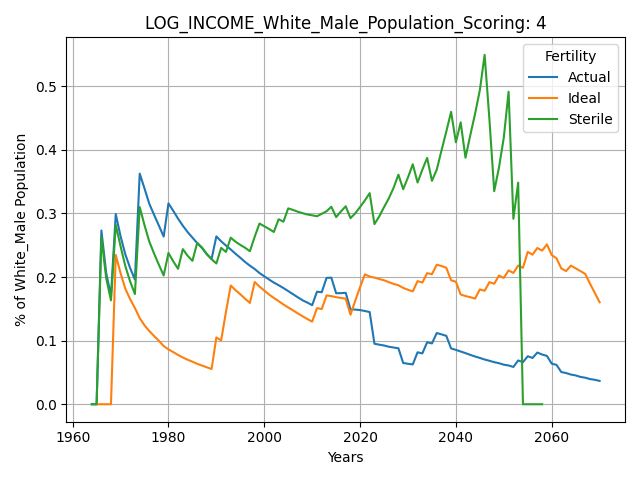 LOG_INCOME_White_Male_Population_Scoring: 4
% of White_Male Population
0.5
0.4
0.3
0.2
0.1
0.0
Fertility
Actual
Ideal
Sterile
1960
1980
2000
2020
2040
2060
Years